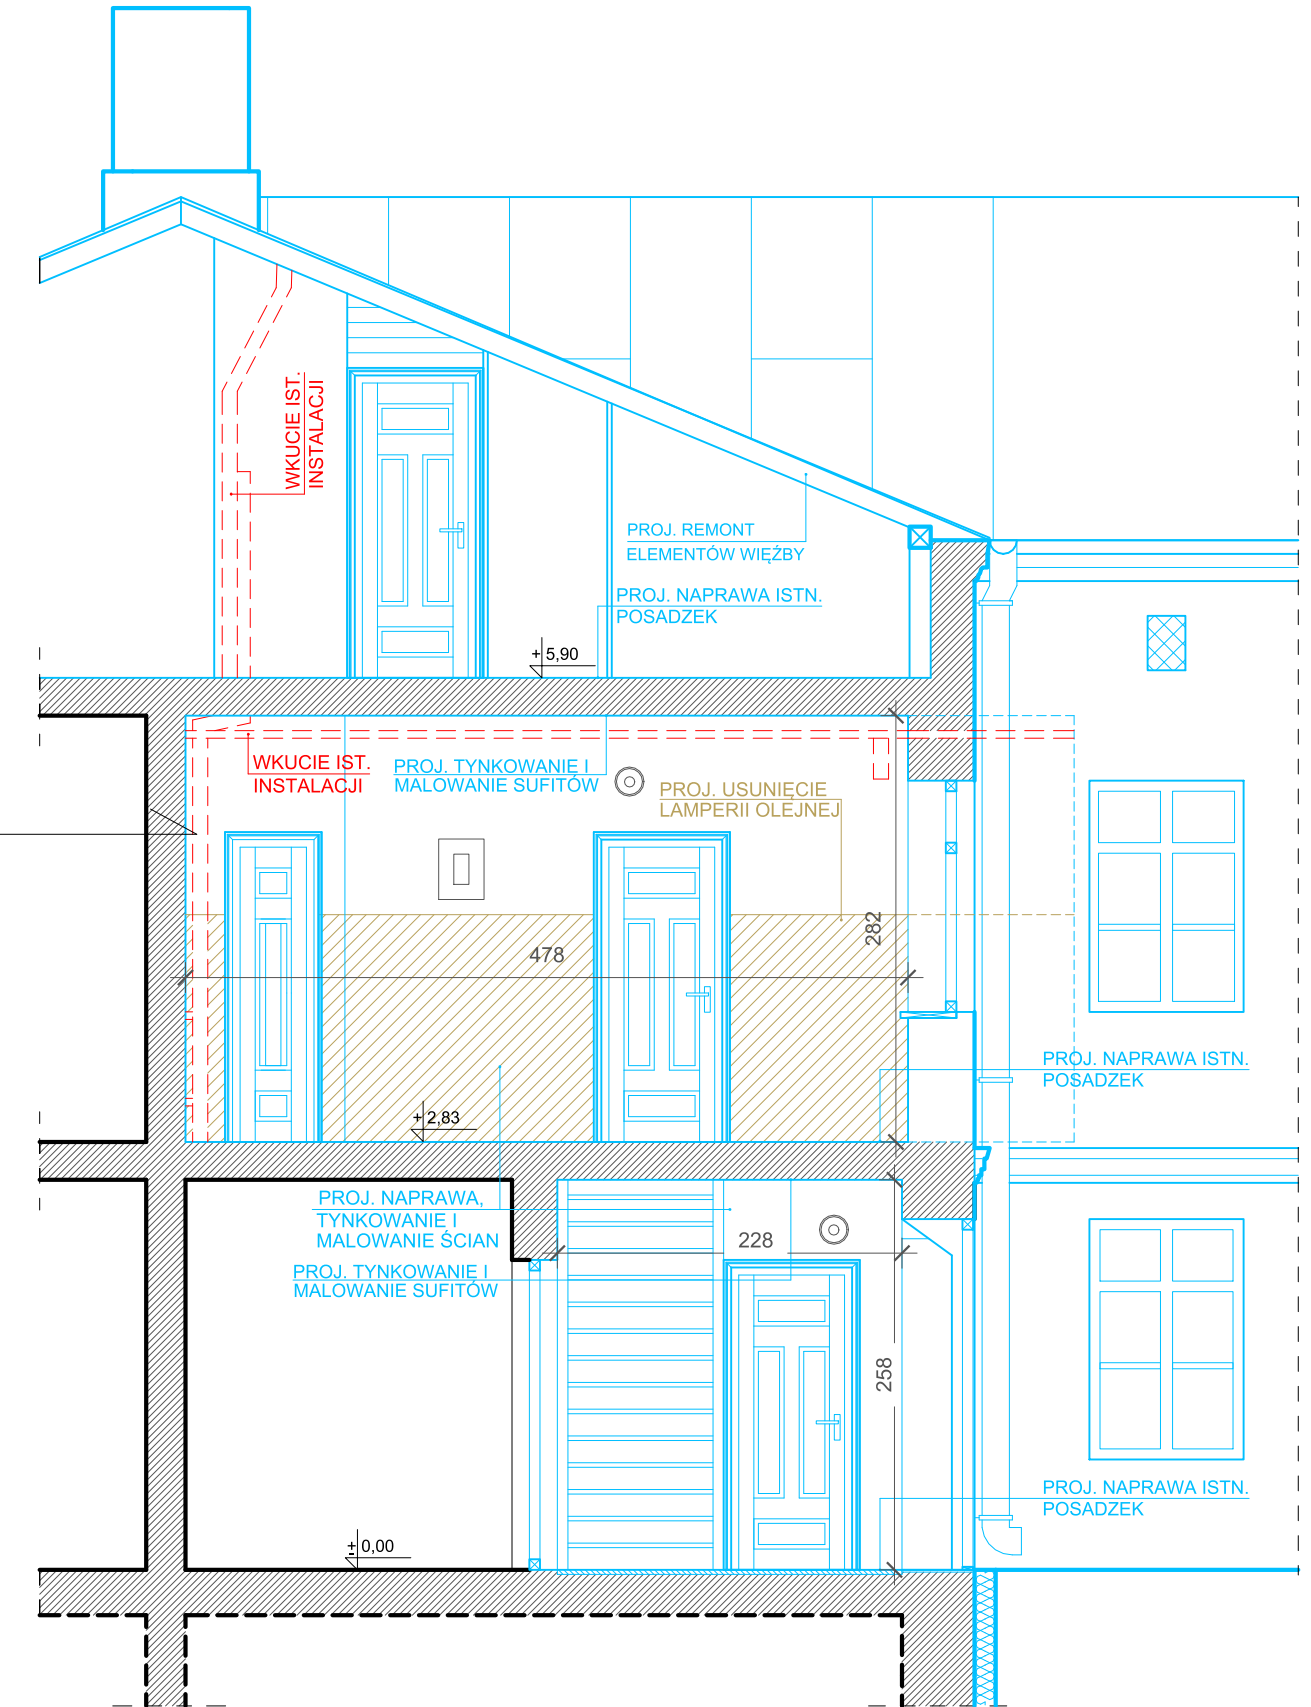 WKUCIE IST.
INSTALACJI
PROJ. REMONT
ELEMENTÓW WIĘŹBY
PROJ. NAPRAWA ISTN.
POSADZEK
+ 5,90
WKUCIE IST.
INSTALACJI
PROJ. TYNKOWANIE I
MALOWANIE SUFITÓW
PROJ. USUNIĘCIE
LAMPERII OLEJNEJ
478
282
PROJ. NAPRAWA ISTN.
POSADZEK
+ 2,83
PROJ. NAPRAWA,
TYNKOWANIE I
MALOWANIE ŚCIAN
228
PROJ. TYNKOWANIE I
MALOWANIE SUFITÓW
258
PROJ. NAPRAWA ISTN.
POSADZEK
± 0,00